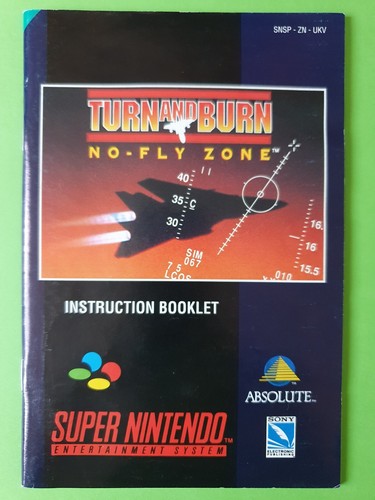 SNSP - ZN - UKV
TURN AND BURN
NO-FLY ZONE™
40
35 C
30
SIM
067
7.5
LCOS
010
16.
16
15.5
INSTRUCTION BOOKLET
ABSOLUTE™
SUPER NINTENDO™
ENTERTAINMENT SYSTEM
SONY
ELECTRONIC
PUBLISHING